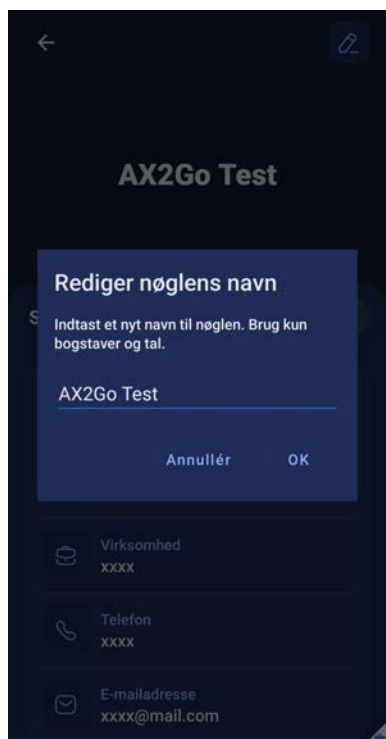 AX2Go Test
Rediger nøglens navn
S
Indtast et nyt navn til nøglen. Brug kun
bogstaver og tal.
AX2Go Test
Annullér OK
Virksomhed
xxxx
Telefon
xxxx
E-mailadresse
xxxx@mail.com